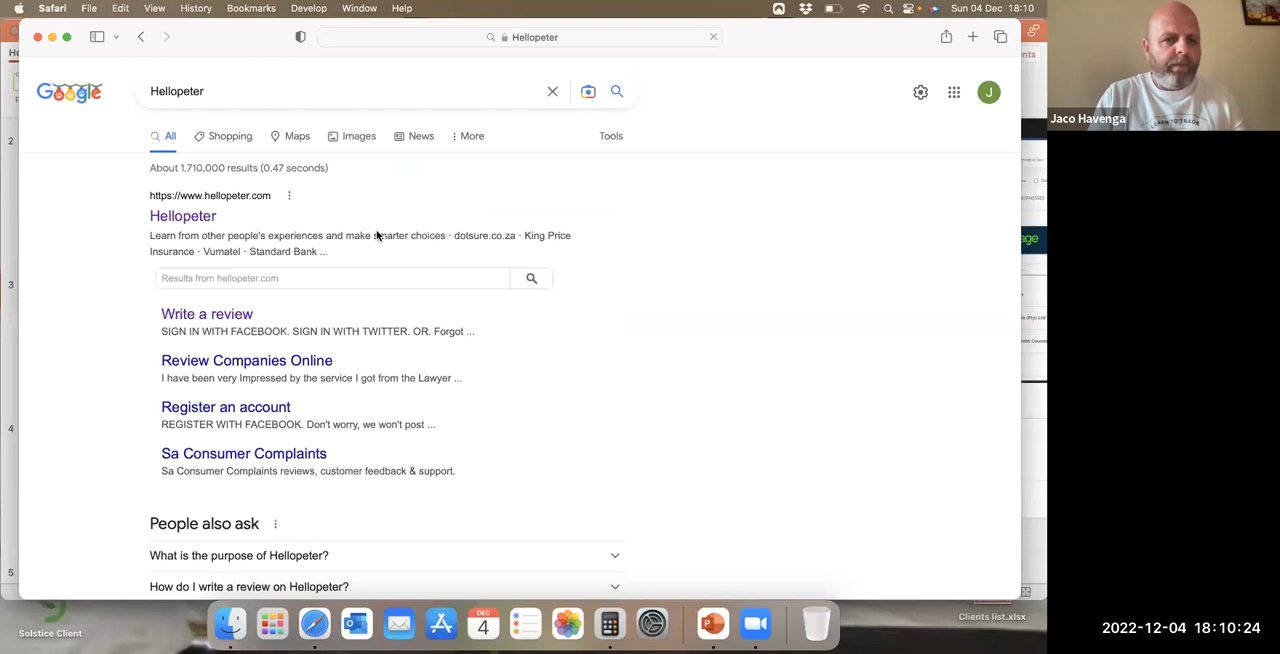 Safari File Edit View History Bookmarks Develop Window Help Sun 04 Dec 18:10
Hellopeter
Google Hellopeter J
Jaco Havenga
LEARN TO TRADE
All Shopping Maps Images News More Tools
About 1,710,000 results (0.47 seconds)
https://www.hellopeter.com
Hellopeter
Learn from other people's experiences and make smarter choices · dotsure.co.za · King Price
Insurance · Vumatel · Standard Bank ...
Results from hellopeter.com
Write a review
SIGN IN WITH FACEBOOK. SIGN IN WITH TWITTER. OR. Forgot ...
Review Companies Online
I have been very Impressed by the service I got from the Lawyer ...
Register an account
REGISTER WITH FACEBOOK. Don't worry, we won't post ...
Sa Consumer Complaints
Sa Consumer Complaints reviews, customer feedback & support.
People also ask
What is the purpose of Hellopeter?
How do I write a review on Hellopeter?
2
3
4
5
DEC
4
Solstice Client
Clients list.xlsx
2022-12-04 18:10:24